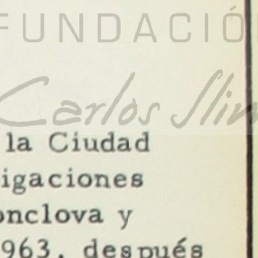 FUNDACIÓ
Carlos Slim
la Ciudad
igaciones
onclova y
963, después